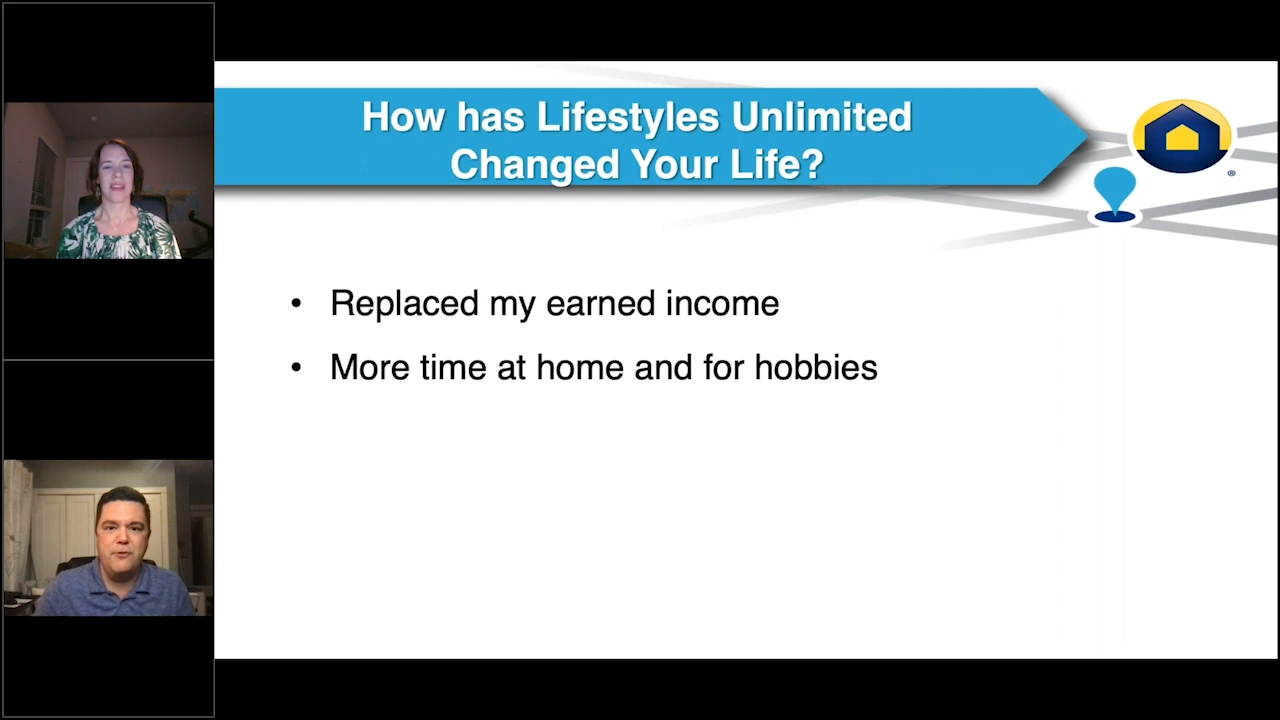 How has Lifestyles Unlimited
Changed Your Life?
®
• Replaced my earned income
• More time at home and for hobbies